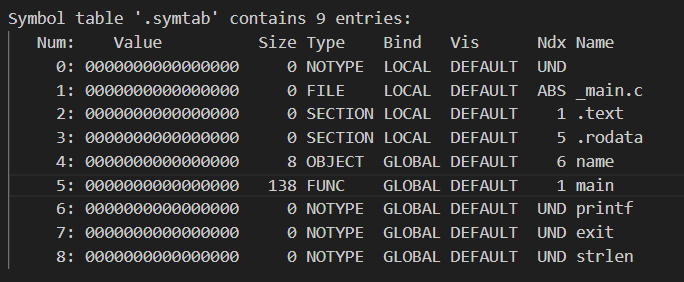 Symbol table '.symtab' contains 9 entries:
   Num:    Value          Size Type    Bind   Vis      Ndx Name
     0: 0000000000000000     0 NOTYPE  LOCAL  DEFAULT  UND
     1: 0000000000000000     0 FILE    LOCAL  DEFAULT  ABS _main.c
     2: 0000000000000000     0 SECTION LOCAL  DEFAULT    1 .text
     3: 0000000000000000     0 SECTION LOCAL  DEFAULT    5 .rodata
     4: 0000000000000000     8 OBJECT  GLOBAL DEFAULT    6 name
     5: 0000000000000000   138 FUNC    GLOBAL DEFAULT    1 main
     6: 0000000000000000     0 NOTYPE  GLOBAL DEFAULT  UND printf
     7: 0000000000000000     0 NOTYPE  GLOBAL DEFAULT  UND exit
     8: 0000000000000000     0 NOTYPE  GLOBAL DEFAULT  UND strlen